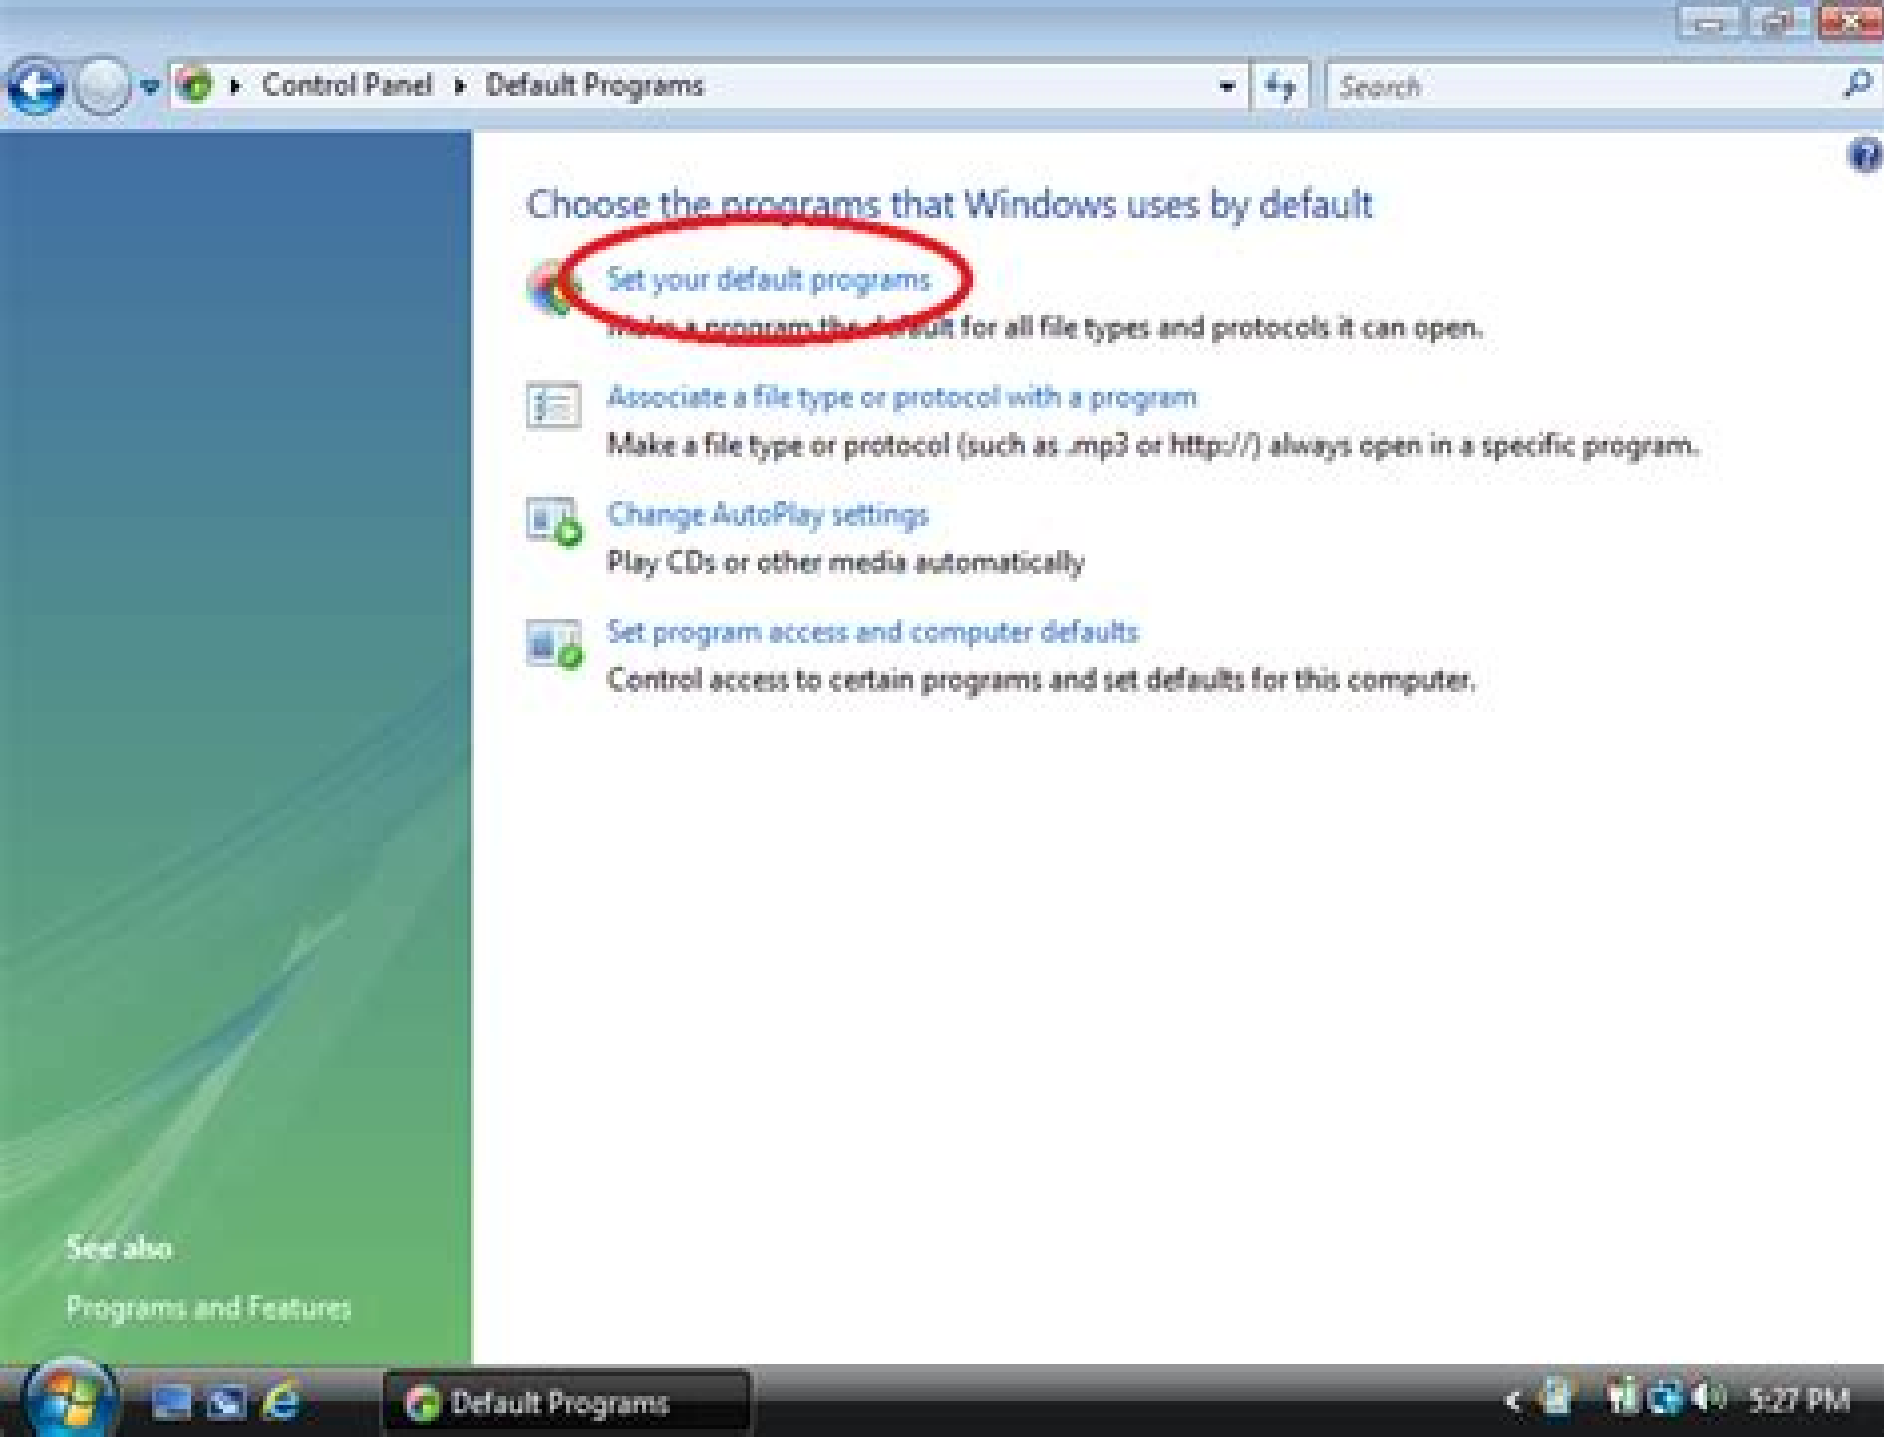 Control Panel Default Programs
Search
Choose the programs that Windows uses by default
Set your default programs
Make a program the default for all file types and protocols it can open.
Associate a file type or protocol with a program
Make a file type or protocol (such as .mp3 or http://) always open in a specific program.
Change AutoPlay settings
Play CDs or other media automatically
Set program access and computer defaults
Control access to certain programs and set defaults for this computer.
See also
Programs and Features
Default Programs
5:27 PM